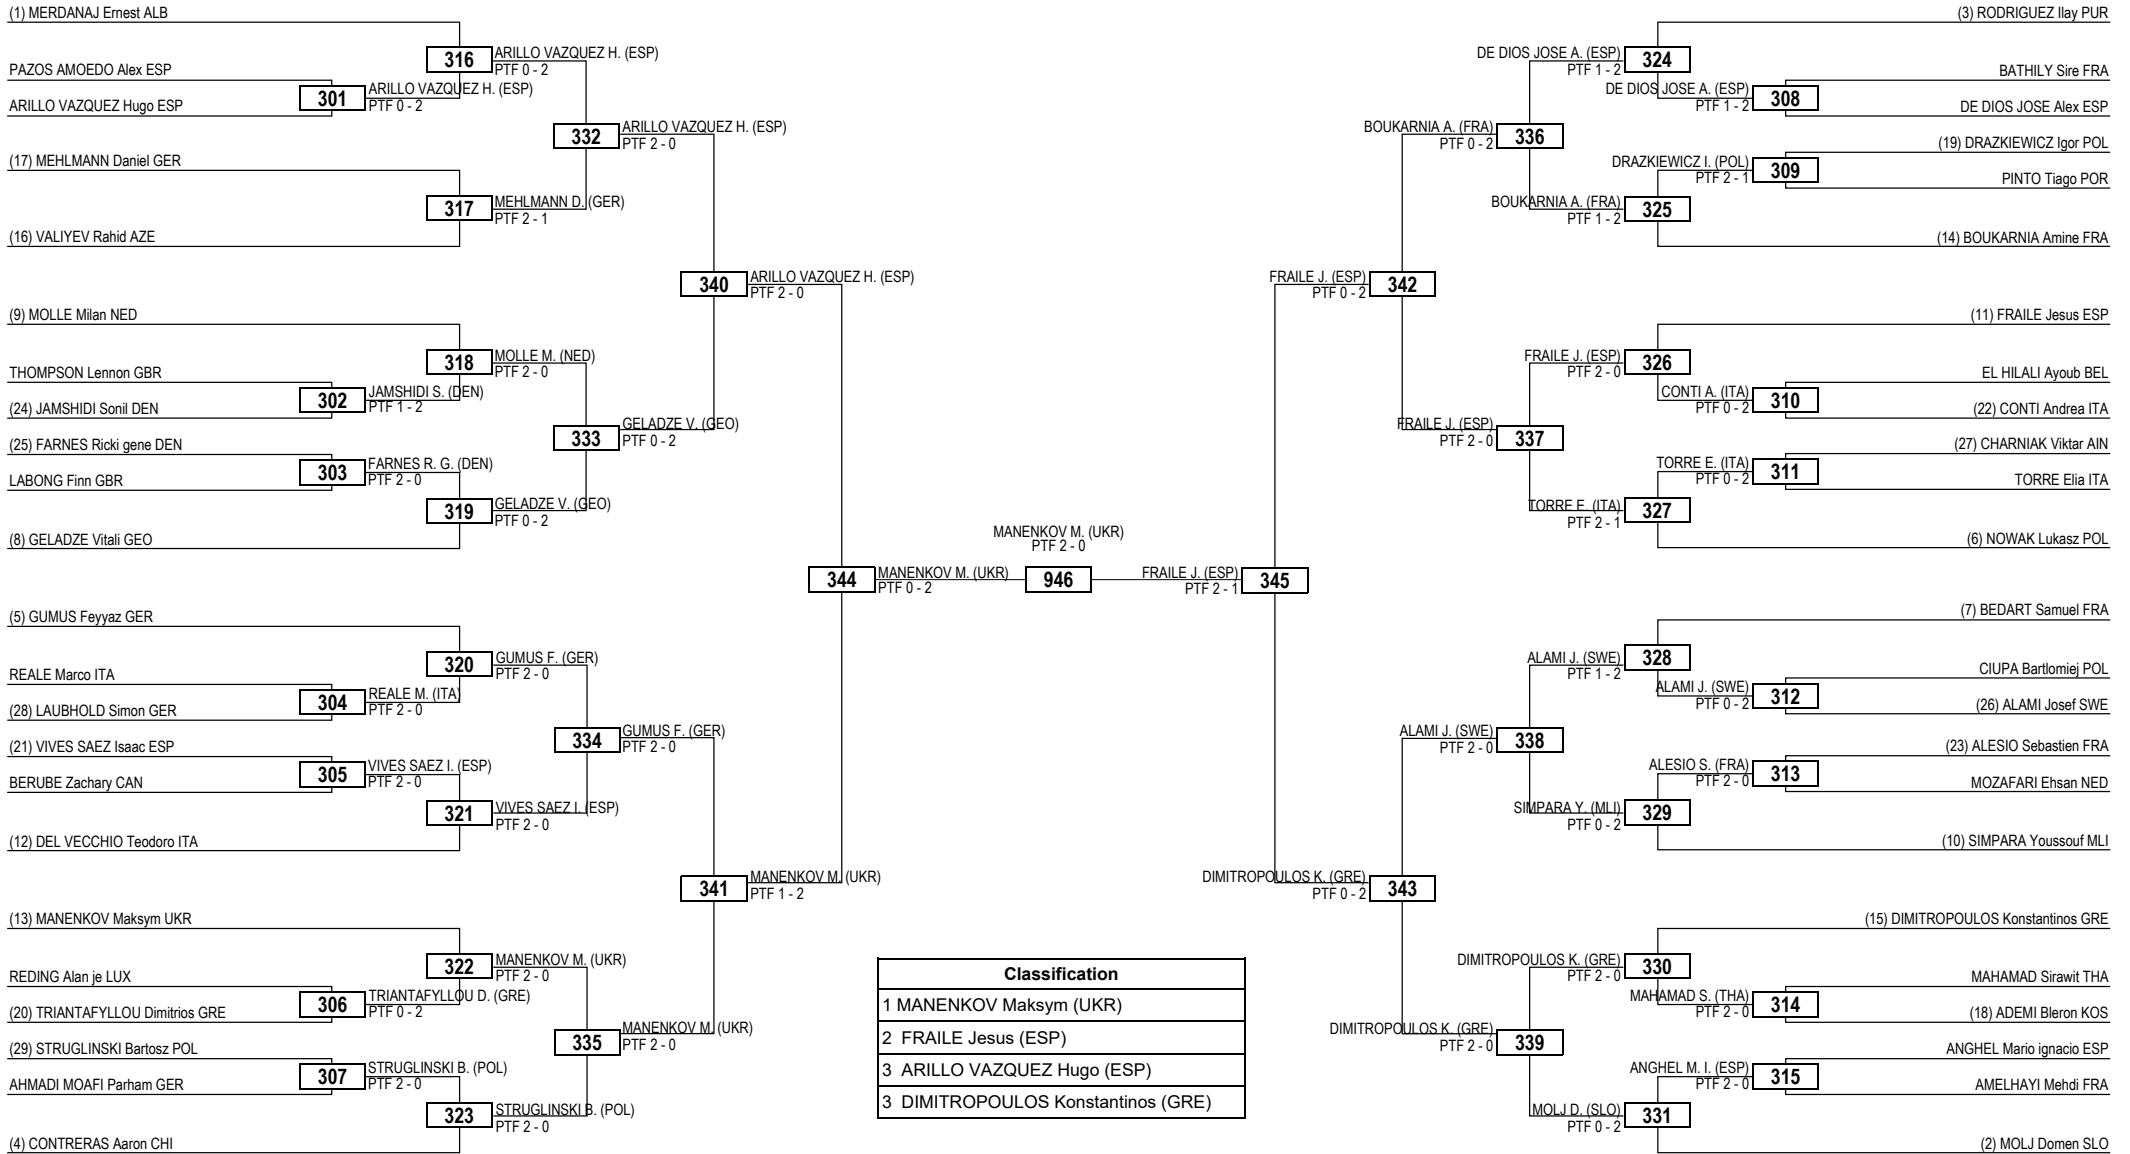 (1) MERDANAJ Ernest ALB
316
ARILLO VAZQUEZ H. (ESP)
PTF 0 - 2
PAZOS AMOEDO Alex ESP
301
ARILLO VAZQUEZ H. (ESP)
PTF 0 - 2
ARILLO VAZQUEZ Hugo ESP
332
ARILLO VAZQUEZ H. (ESP)
PTF 2 - 0
(17) MEHLMANN Daniel GER
317
MEHLMANN D. (GER)
PTF 2 - 1
(16) VALIYEV Rahid AZE
340
ARILLO VAZQUEZ H. (ESP)
PTF 2 - 0
(9) MOLLE Milan NED
318
MOLLE M. (NED)
PTF 2 - 0
THOMPSON Lennon GBR
302
JAMSHIDI S. (DEN)
PTF 1 - 2
(24) JAMSHIDI Sonil DEN
333
GELADZE V. (GEO)
PTF 0 - 2
(25) FARNES Ricki gene DEN
303
FARNES R. G. (DEN)
PTF 2 - 0
LABONG Finn GBR
319
GELADZE V. (GEO)
PTF 0 - 2
(8) GELADZE Vitali GEO
344
MANENKOV M. (UKR)
PTF 0 - 2
(5) GUMUS Feyyaz GER
320
GUMUS F. (GER)
PTF 2 - 0
REALE Marco ITA
304
REALE M. (ITA)
PTF 2 - 0
(28) LAUBHOLD Simon GER
334
GUMUS F. (GER)
PTF 2 - 0
(21) VIVES SAEZ Isaac ESP
305
VIVES SAEZ I. (ESP)
PTF 2 - 0
BERUBE Zachary CAN
321
VIVES SAEZ I. (ESP)
PTF 2 - 0
(12) DEL VECCHIO Teodoro ITA
341
MANENKOV M. (UKR)
PTF 1 - 2
(13) MANENKOV Maksym UKR
322
MANENKOV M. (UKR)
PTF 2 - 0
REDING Alan je LUX
306
TRIANTAFYLLOU D. (GRE)
PTF 0 - 2
(20) TRIANTAFYLLOU Dimitrios GRE
335
MANENKOV M. (UKR)
PTF 2 - 0
(29) STRUGLINSKI Bartosz POL
307
STRUGLINSKI B. (POL)
PTF 2 - 0
AHMADI MOAFI Parham GER
323
STRUGLINSKI B. (POL)
PTF 2 - 0
(4) CONTRERAS Aaron CHI
MANENKOV M. (UKR)
PTF 2 - 0
946
Classification
1 MANENKOV Maksym (UKR)
2 FRAILE Jesus (ESP)
3 ARILLO VAZQUEZ Hugo (ESP)
3 DIMITROPOULOS Konstantinos (GRE)
(3) RODRIGUEZ Ilay PUR
DE DIOS JOSE A. (ESP)
PTF 1 - 2
324
BATHILY Sire FRA
DE DIOS JOSE A. (ESP)
PTF 1 - 2
308
DE DIOS JOSE Alex ESP
BOUKARNIA A. (FRA)
PTF 0 - 2
336
(19) DRAZKIEWICZ Igor POL
DRAZKIEWICZ I. (POL)
PTF 2 - 1
309
PINTO Tiago POR
BOUKARNIA A. (FRA)
PTF 1 - 2
325
(14) BOUKARNIA Amine FRA
FRAILE J. (ESP)
PTF 0 - 2
342
(11) FRAILE Jesus ESP
FRAILE J. (ESP)
PTF 2 - 0
326
EL HILALI Ayoub BEL
CONTI A. (ITA)
PTF 0 - 2
310
(22) CONTI Andrea ITA
FRAILE J. (ESP)
PTF 2 - 0
337
(27) CHARNIAK Viktar AIN
TORRE E. (ITA)
PTF 0 - 2
311
TORRE Elia ITA
TORRE E. (ITA)
PTF 2 - 1
327
(6) NOWAK Lukasz POL
FRAILE J. (ESP)
PTF 2 - 1
345
(7) BEDART Samuel FRA
ALAMI J. (SWE)
PTF 1 - 2
328
CIUPA Bartlomiej POL
ALAMI J. (SWE)
PTF 0 - 2
312
(26) ALAMI Josef SWE
ALAMI J. (SWE)
PTF 2 - 0
338
(23) ALESIO Sebastien FRA
ALESIO S. (FRA)
PTF 2 - 0
313
MOZAFARI Ehsan NED
SIMPARA Y. (MLI)
PTF 0 - 2
329
(10) SIMPARA Youssouf MLI
DIMITROPOULOS K. (GRE)
PTF 0 - 2
343
(15) DIMITROPOULOS Konstantinos GRE
DIMITROPOULOS K. (GRE)
PTF 2 - 0
330
MAHAMAD Sirawit THA
MAHAMAD S. (THA)
PTF 2 - 0
314
(18) ADEMI Bleron KOS
DIMITROPOULOS K. (GRE)
PTF 2 - 0
339
ANGHEL Mario ignacio ESP
ANGHEL M. I. (ESP)
PTF 2 - 0
315
AMELHAYI Mehdi FRA
MOLJ D. (SLO)
PTF 0 - 2
331
(2) MOLJ Domen SLO